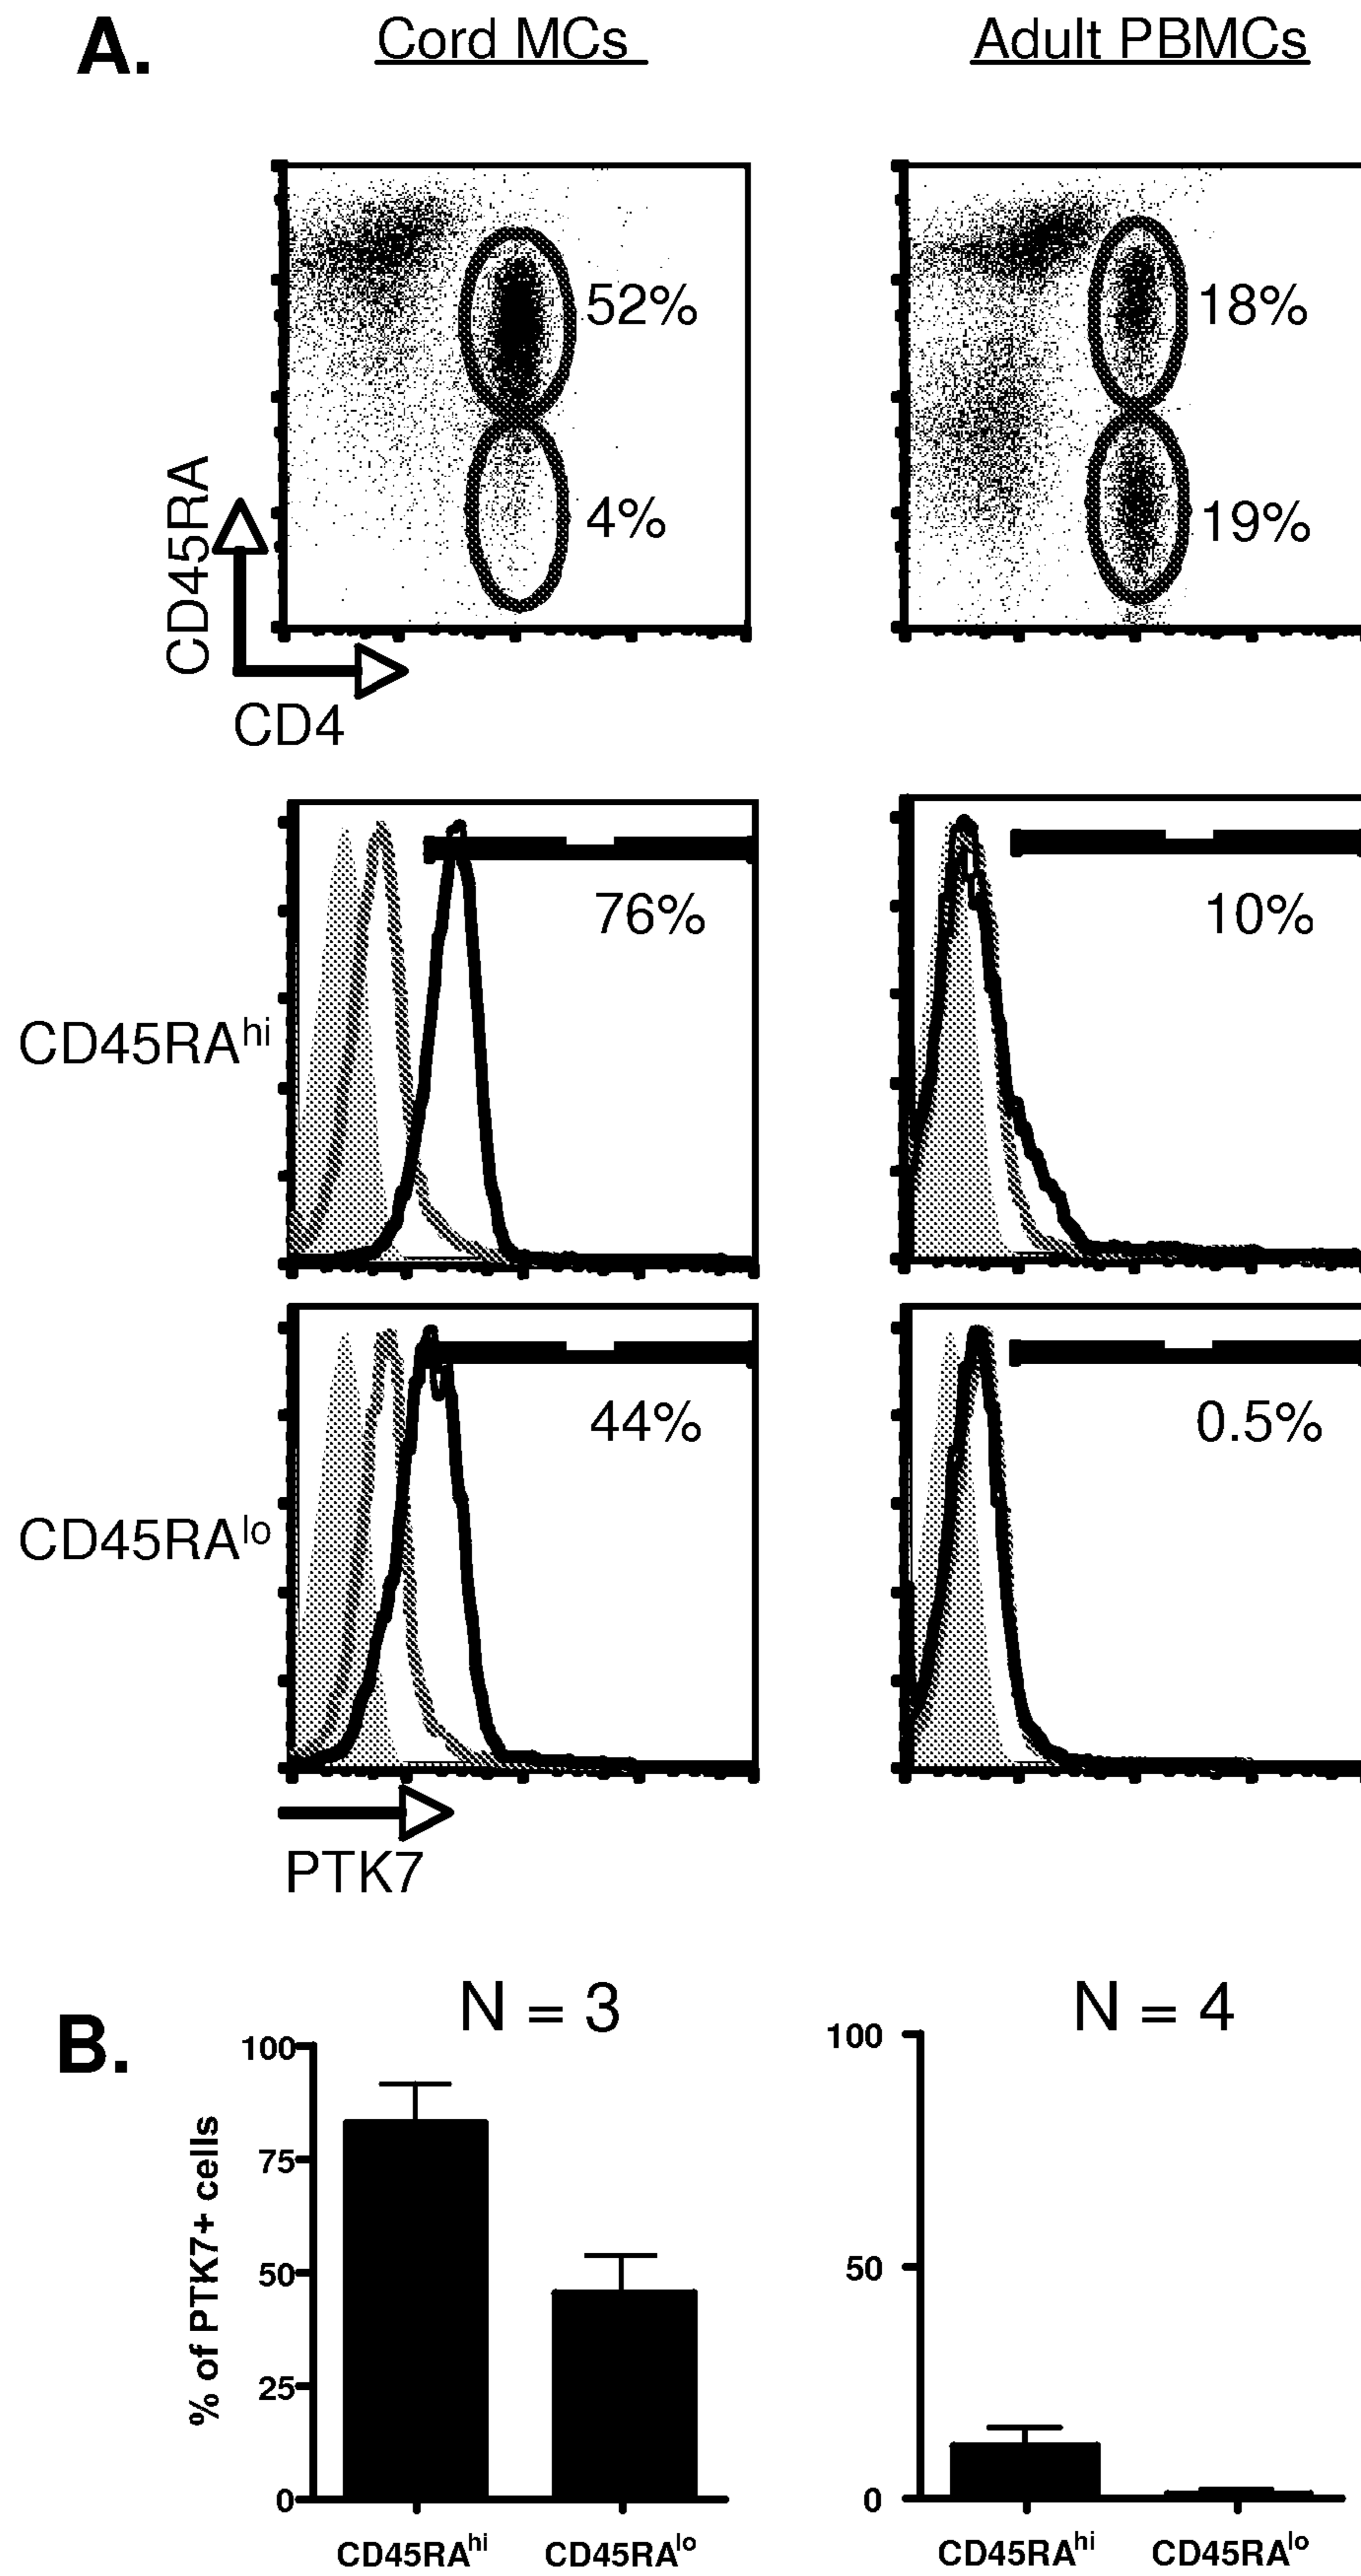 A.
Cord MCs
Adult PBMCs
52%
18%
4%
19%
CD45RA
CD4
76%
10%
CD45RAhi
44%
0.5%
CD45RAlo
PTK7
B.
N = 3
N = 4
% of PTK7+ cells
100
75
50
25
0
CD45RAhi
CD45RAlo
100
50
0
CD45RAhi
CD45RAlo